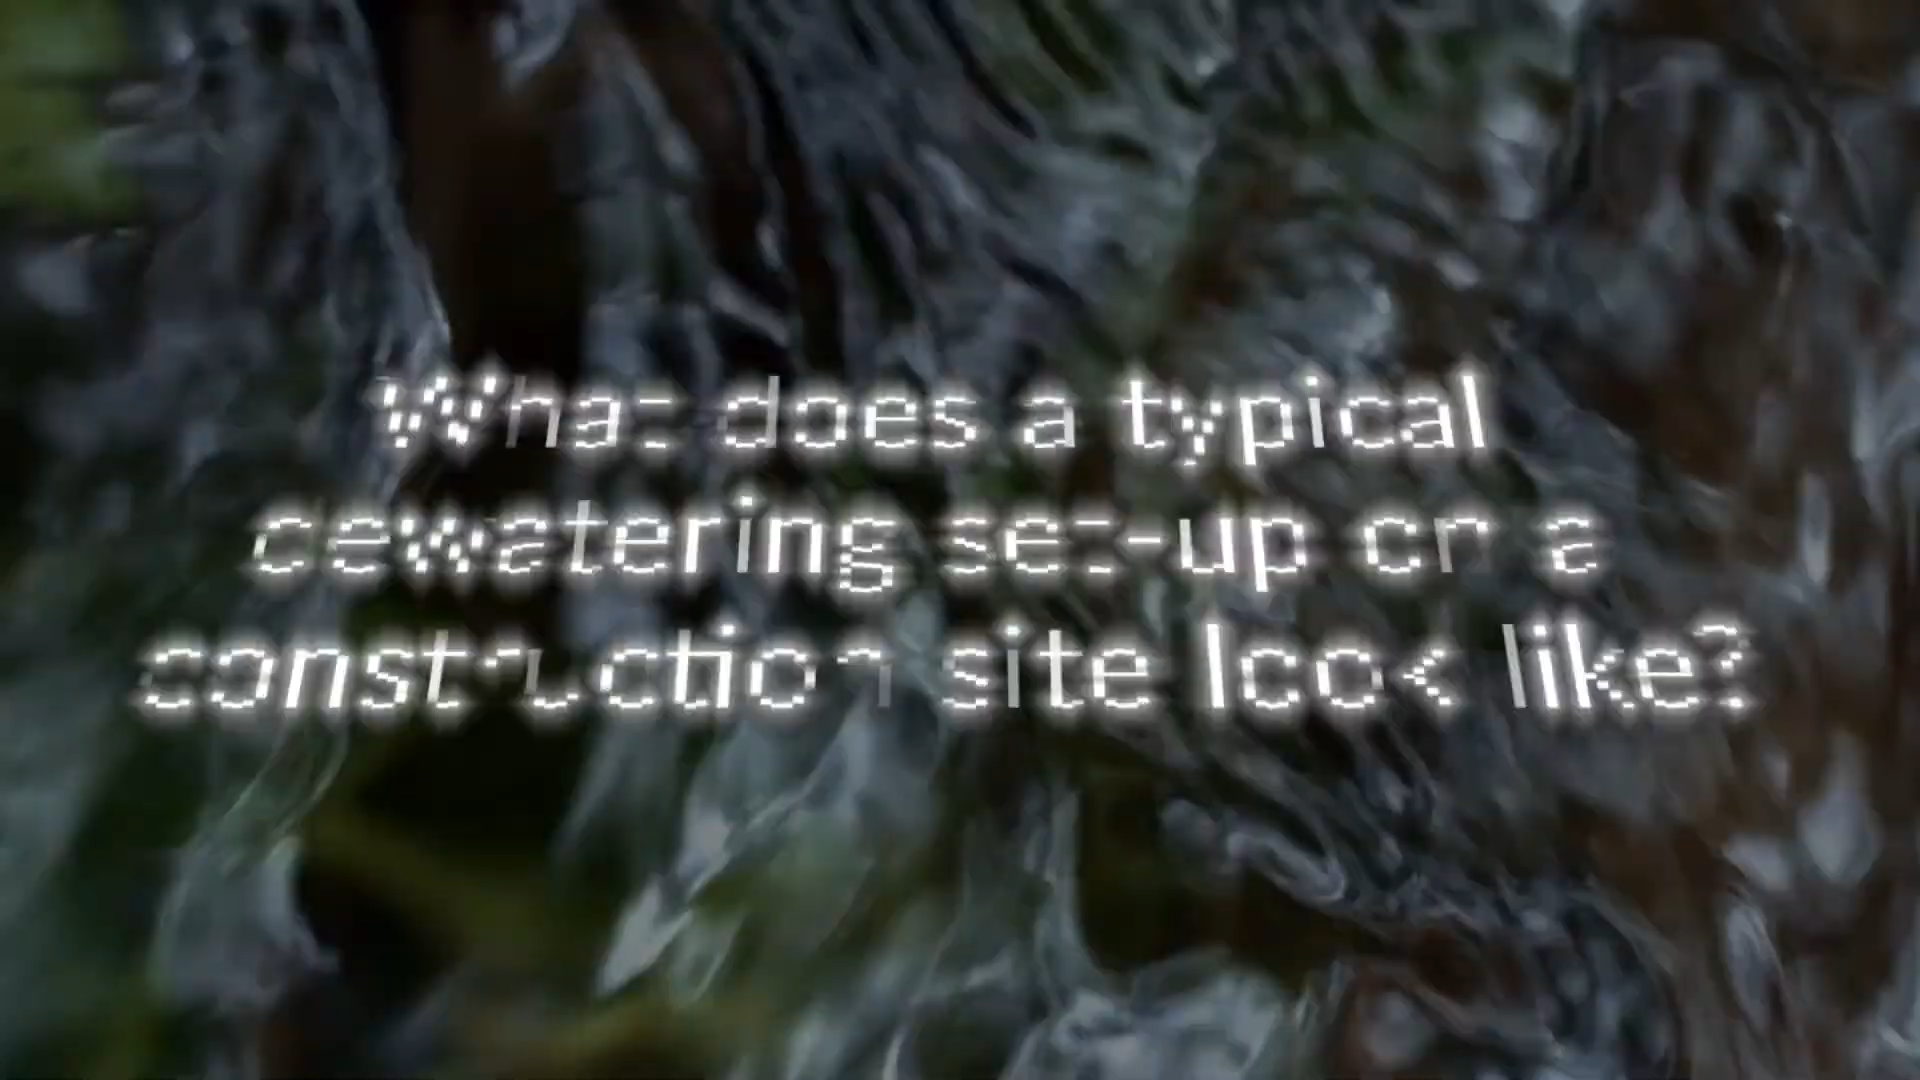 What does a typical
dewatering set-up on a
construction site look like?